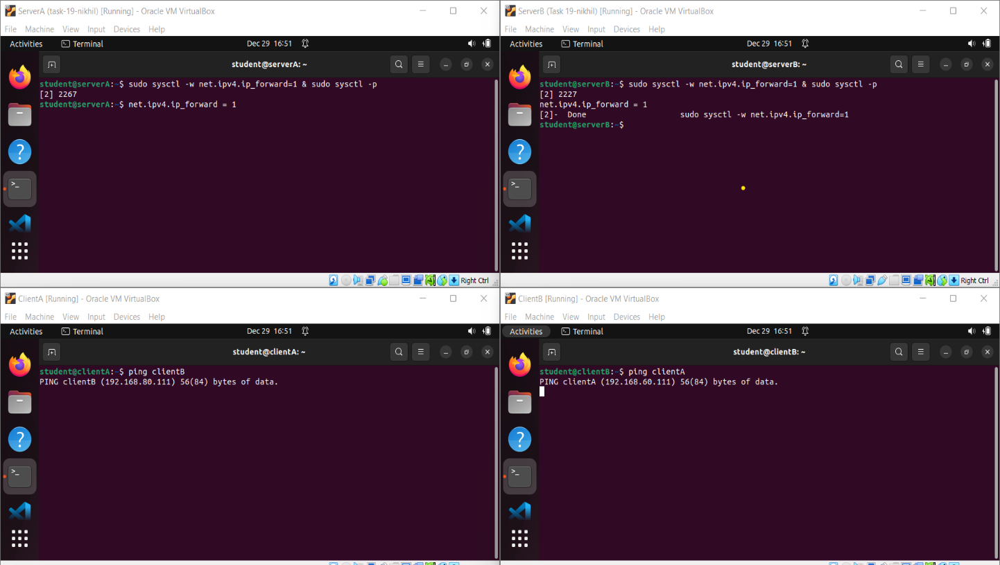 ServerA (task-19-nikhil) [Running] - Oracle VM VirtualBox
File Machine View Input Devices Help
Activities Terminal Dec 29 16:51
student@serverA: ~
student@serverA:~$ sudo sysctl -w net.ipv4.ip_forward=1 & sudo sysctl -p
[2] 2267
student@serverA:~$ net.ipv4.ip_forward = 1
Right Ctrl
ServerB (Task 19-nikhil) [Running] - Oracle VM VirtualBox
File Machine View Input Devices Help
Activities Terminal Dec 29 16:51
student@serverB: ~
student@serverB:~$ sudo sysctl -w net.ipv4.ip_forward=1 & sudo sysctl -p
[2] 2227
net.ipv4.ip_forward = 1
[2]- Done sudo sysctl -w net.ipv4.ip_forward=1
student@serverB:~$
Right Ctrl
ClientA [Running] - Oracle VM VirtualBox
File Machine View Input Devices Help
Activities Terminal Dec 29 16:51
student@clientA: ~
student@clientA:~$ ping clientB
PING clientB (192.168.80.111) 56(84) bytes of data.
ClientB [Running] - Oracle VM VirtualBox
File Machine View Input Devices Help
Activities Terminal Dec 29 16:51
student@clientB: ~
student@clientB:~$ ping clientA
PING clientA (192.168.60.111) 56(84) bytes of data.